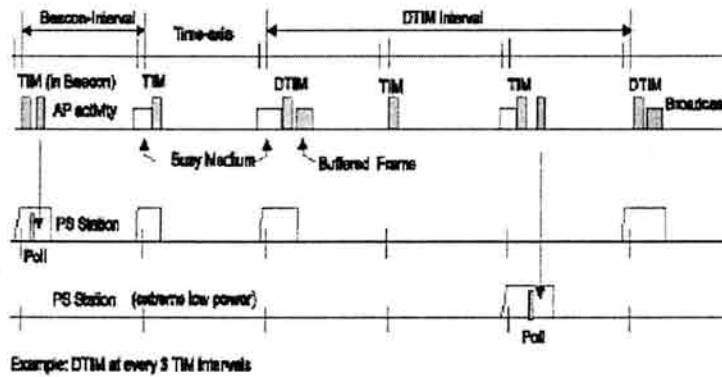 Beacon-Interval
DTIM Interval
Time-axis
TIM (in Beacon)
TIM
DTIM
TIM
TIM
DTIM
AP activity
Broadcast
Busy Medium
Buffered Frame
PS Station
Poll
PS Station (extreme low power)
Poll
Example: DTIM at every 3 TIM intervals